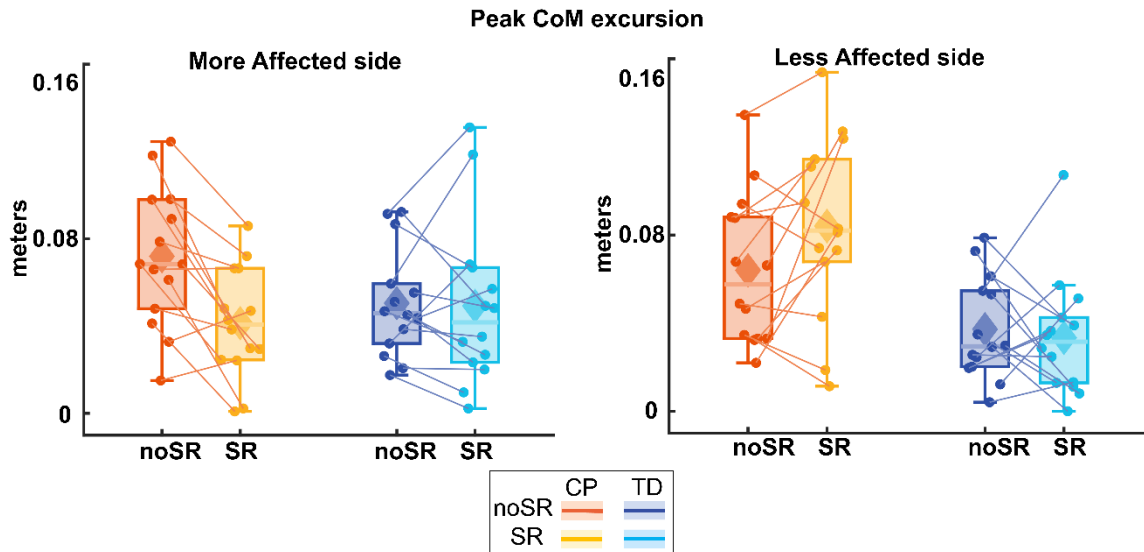 Peak CoM excursion
More Affected side
Less Affected side
meters
0.16
0.08
0
noSR SR noSR SR
meters
0.16
0.08
0
noSR SR noSR SR
CP TD
noSR
SR